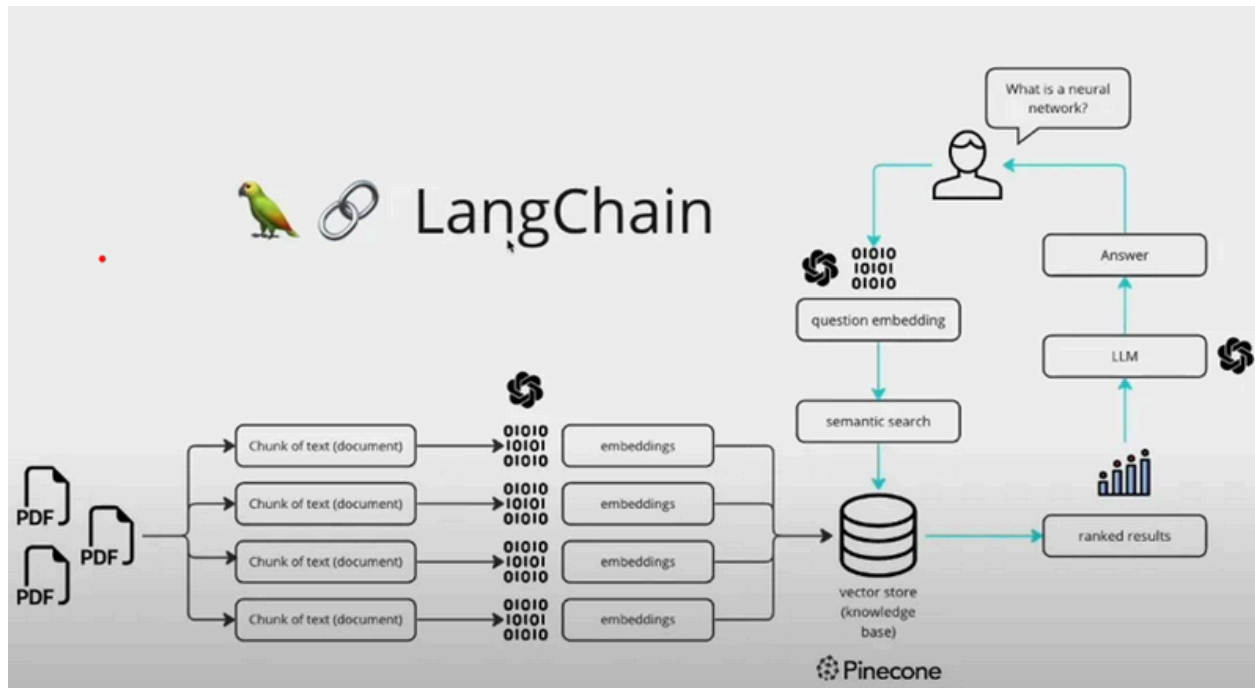 What is a neural
network?
LangChain
01010
10101
01010
Answer
question embedding
LLM
semantic search
Chunk of text (document)
01010
10101
01010
embeddings
Chunk of text (document)
01010
10101
01010
embeddings
Chunk of text (document)
01010
10101
01010
embeddings
Chunk of text (document)
01010
10101
01010
embeddings
PDF
PDF
PDF
ranked results
vector store
(knowledge
base)
Pinecone